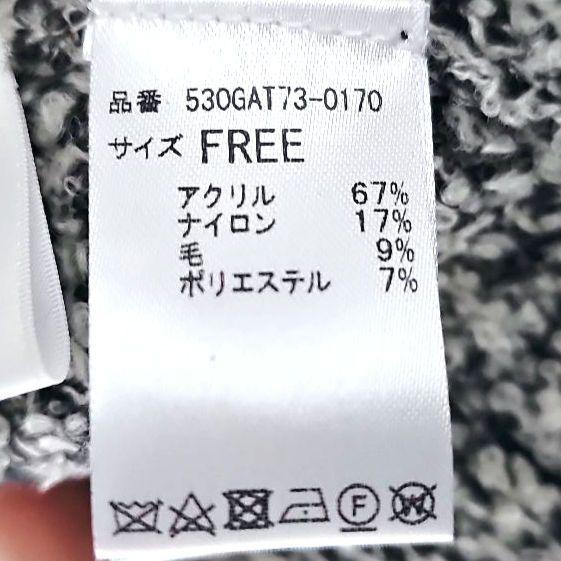 品番 530GAT73-0170
サイズ FREE
アクリル 67%
ナイロン 17%
毛 9%
ポリエステル 7%
F
W